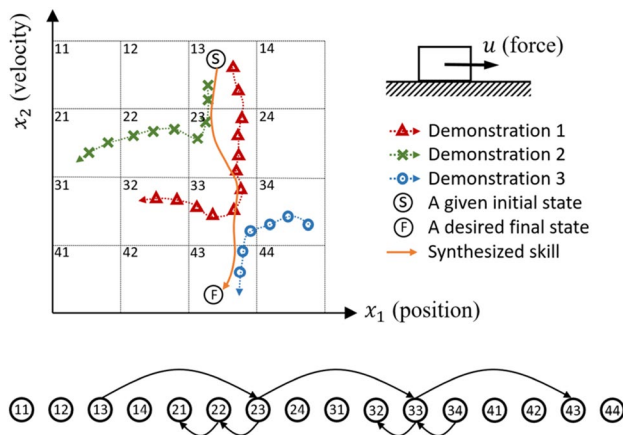 x₂ (velocity)
11 12 13 14
S
21 22 23 24
31 32 33 34
41 42 43 44
F
x₁ (position)
u (force)
Demonstration 1
Demonstration 2
Demonstration 3
S A given initial state
F A desired final state
Synthesized skill
11 12 13 14 21 22 23 24 31 32 33 34 41 42 43 44